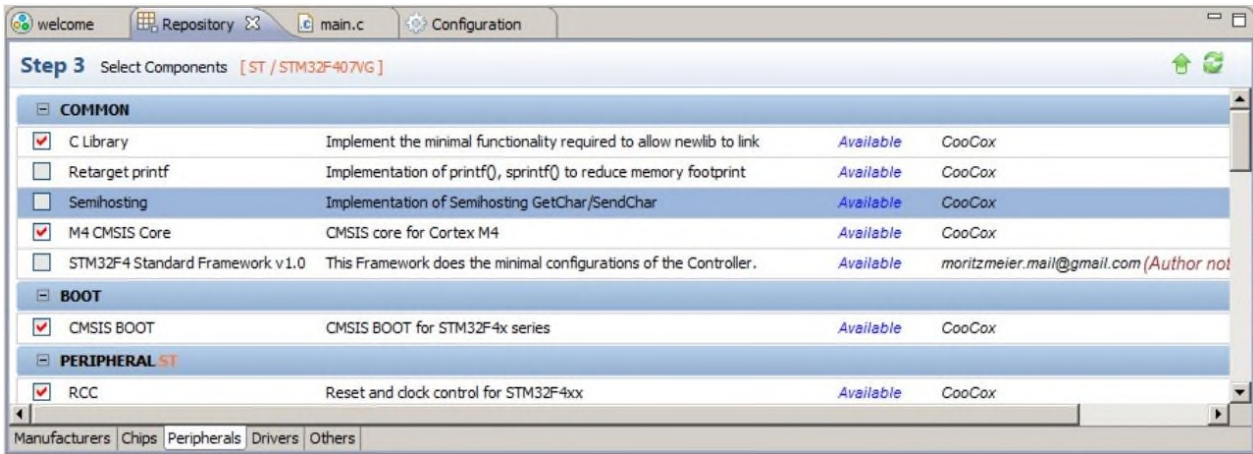 welcome Repository main.c Configuration
Step 3 Select Components [ ST / STM32F407VG ]
COMMON
C Library Implement the minimal functionality required to allow newlib to link Available CooCox
Retarget printf Implementation of printf(), sprintf() to reduce memory footprint Available CooCox
Semihosting Implementation of Semihosting GetChar/SendChar Available CooCox
M4 CMSIS Core CMSIS core for Cortex M4 Available CooCox
STM32F4 Standard Framework v1.0 This Framework does the minimal configurations of the Controller. Available moritzmeier.mail@gmail.com (Author not
BOOT
CMSIS BOOT CMSIS BOOT for STM32F4x series Available CooCox
PERIPHERAL.ST
RCC Reset and clock control for STM32F4xx Available CooCox
Manufacturers Chips Peripherals Drivers Others